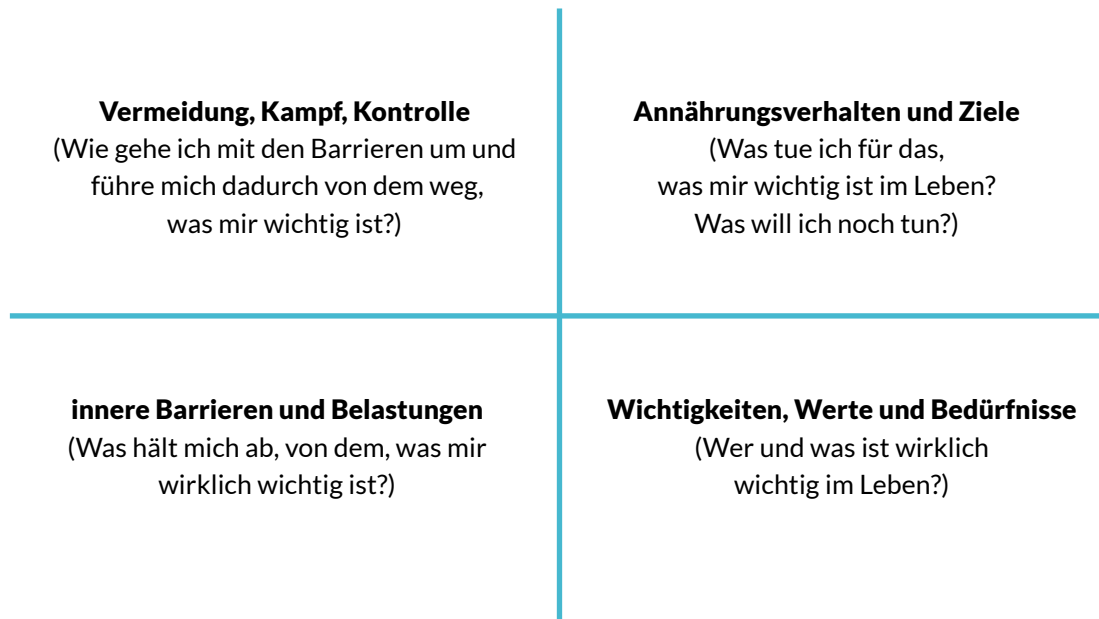 Vermeidung, Kampf, Kontrolle
(Wie gehe ich mit den Barrieren um und
führe mich dadurch von dem weg,
was mir wichtig ist?)
Annährungsverhalten und Ziele
(Was tue ich für das,
was mir wichtig ist im Leben?
Was will ich noch tun?)
innere Barrieren und Belastungen
(Was hält mich ab, von dem, was mir
wirklich wichtig ist?)
Wichtigkeiten, Werte und Bedürfnisse
(Wer und was ist wirklich
wichtig im Leben?)